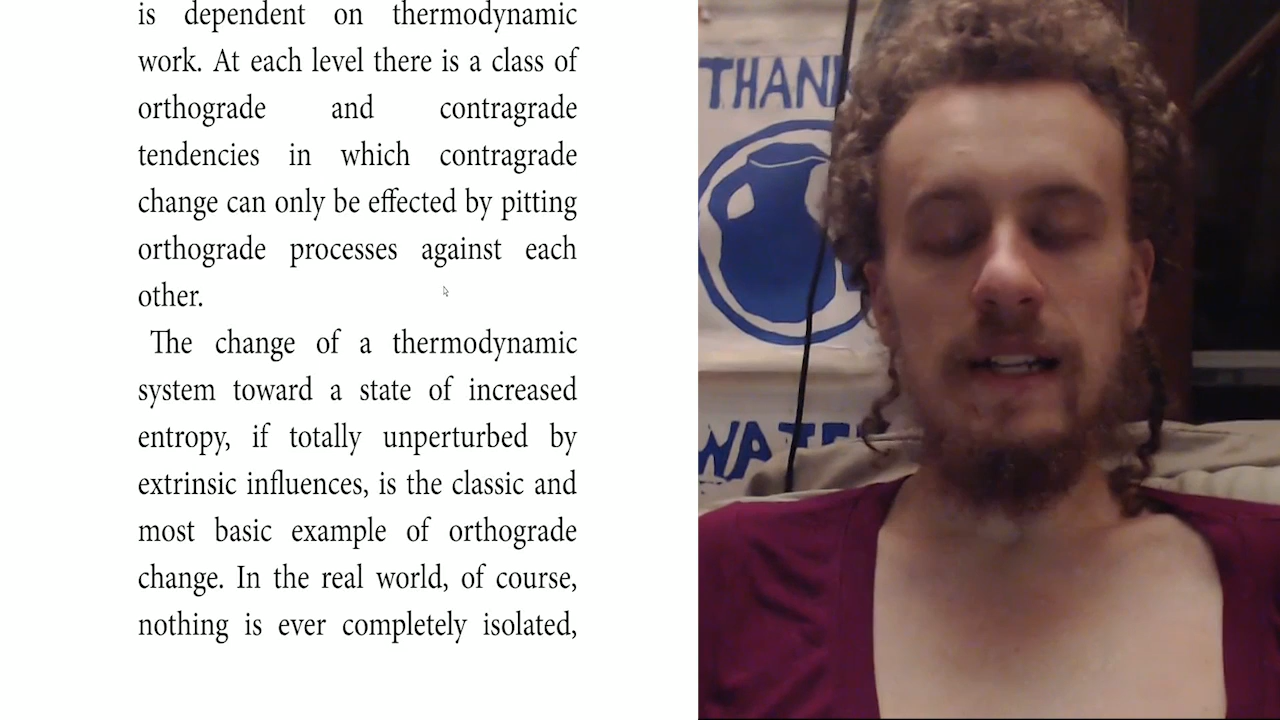 is dependent on thermodynamic
work. At each level there is a class of
orthograde and contragrade
tendencies in which contragrade
change can only be effected by pitting
orthograde processes against each
other.
The change of a thermodynamic
system toward a state of increased
entropy, if totally unperturbed by
extrinsic influences, is the classic and
most basic example of orthograde
change. In the real world, of course,
nothing is ever completely isolated,
THAN
WATE